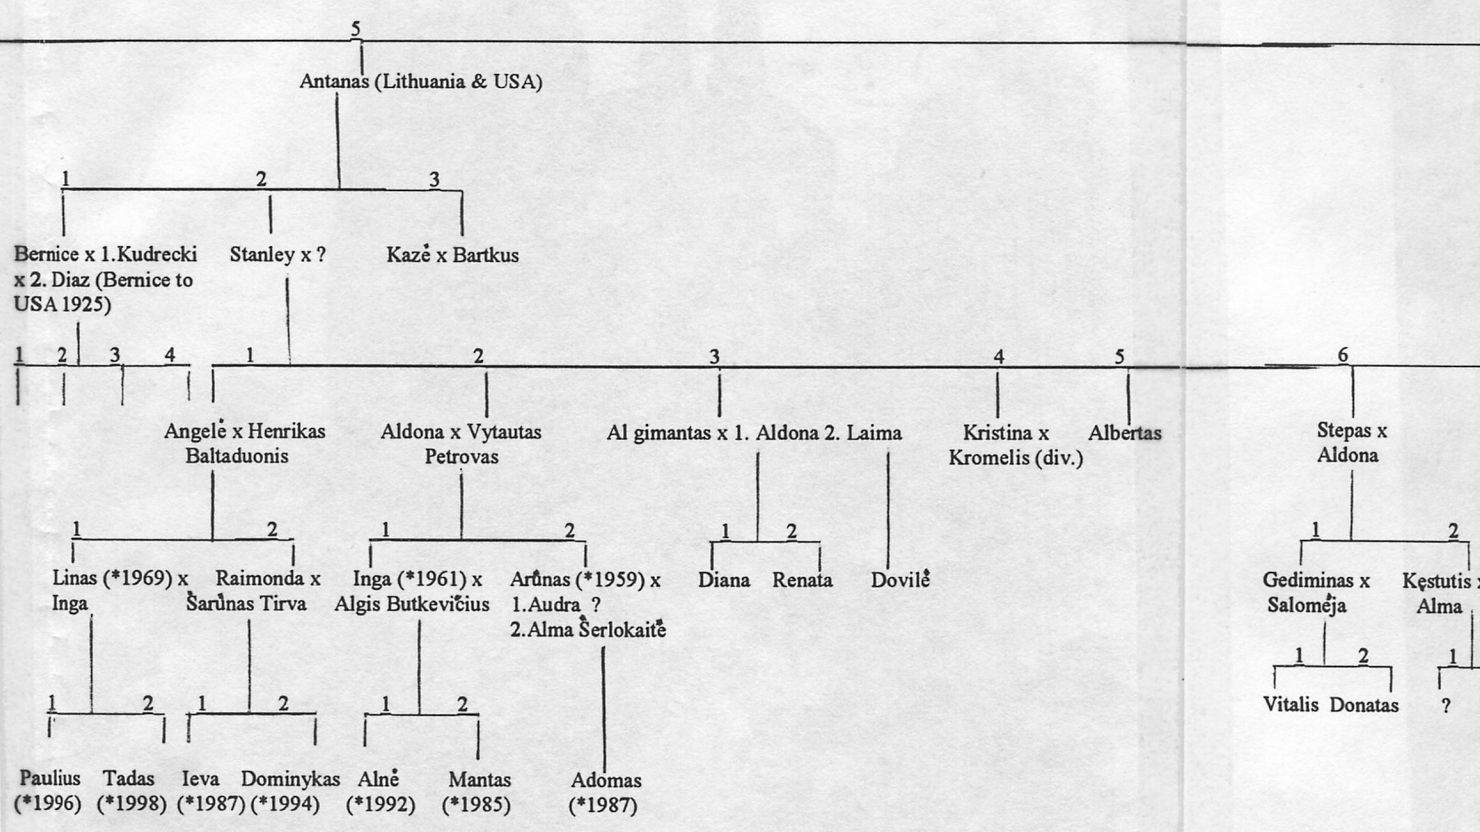 5
Antanas (Lithuania & USA)
1 2 3
Bernice x 1.Kudrecki
x 2. Diaz (Bernice to
USA 1925)
Stanley x ?
Kazė x Bartkus
1 2 3 4
1 2 3 4 5 6
Angelė x Henrikas
Baltaduonis
Aldona x Vytautas
Petrovas
Al gimantas x 1. Aldona 2. Laima
Kristina x
Kromelis (div.)
Albertas
Stepas x
Aldona
1 2
1 2
1 2
1 2
Linas (*1969) x
Inga
Raimonda x
Šarūnas Tirva
Inga (*1961) x
Algis Butkevičius
Arūnas (*1959) x
1.Audra ?
2.Alma Šerlokaitė
Diana
Renata
Dovilė
Gediminas x
Salomėja
Kęstutis x
Alma
1 2
1
Vitalis Donatas
?
1 2
1 2
1 2
Paulius
(*1996)
Tadas
(*1998)
Ieva
(*1987)
Dominykas
(*1994)
Alnė
(*1992)
Mantas
(*1985)
Adomas
(*1987)